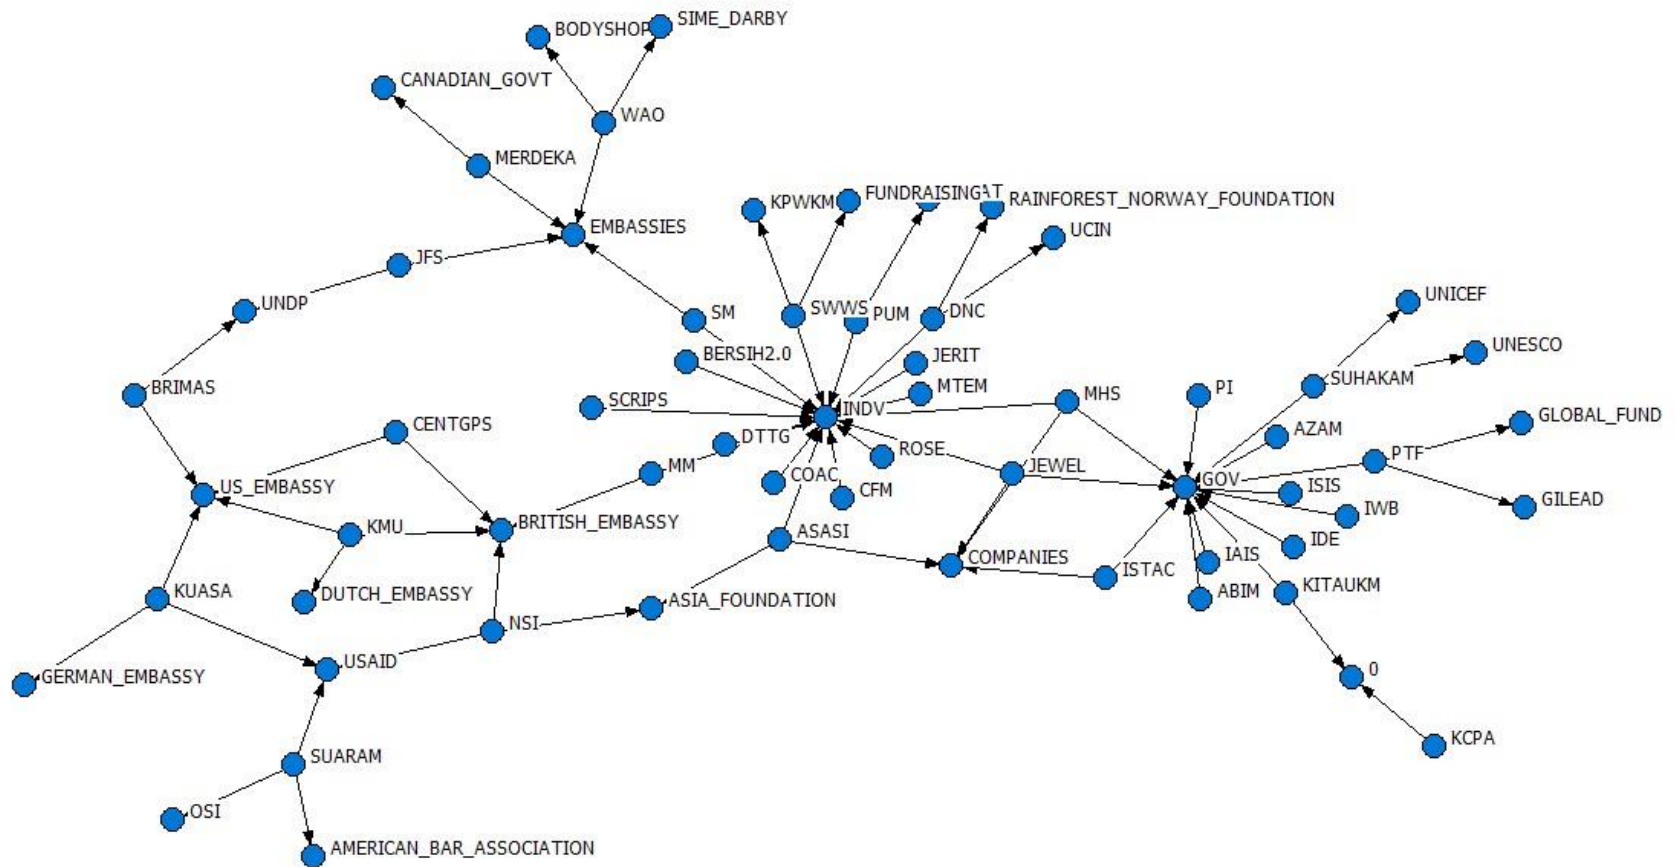 SIME_DARBY
BODYSHOP
CANADIAN_GOVT
WAO
MERDEKA
KPWKM
FUNDRAISING
AT
RAINFOREST_NORWAY_FOUNDATION
EMBASSIES
UCIN
JFS
UNDP
UNICEF
SM
SWWS
PUM
DNC
UNESCO
BERSIH2.0
JERIT
SUHAKAM
BRIMAS
MTEM
MHS
PI
SCRIPS
INDV
GLOBAL_FUND
CENTGPS
DTTG
AZAM
ROSE
PTF
MM
COAC
JEWEL
US_EMBASSY
CFM
GOV
ISIS
GILEAD
IWB
BRITISH_EMBASSY
KMU
ASASI
IDE
COMPANIES
IAIS
ISTAC
KUASA
DUTCH_EMBASSY
ASIA_FOUNDATION
ABIM
KITAUKM
NSI
USAID
GERMAN_EMBASSY
0
KCPA
SUARAM
OSI
AMERICAN_BAR_ASSOCIATION